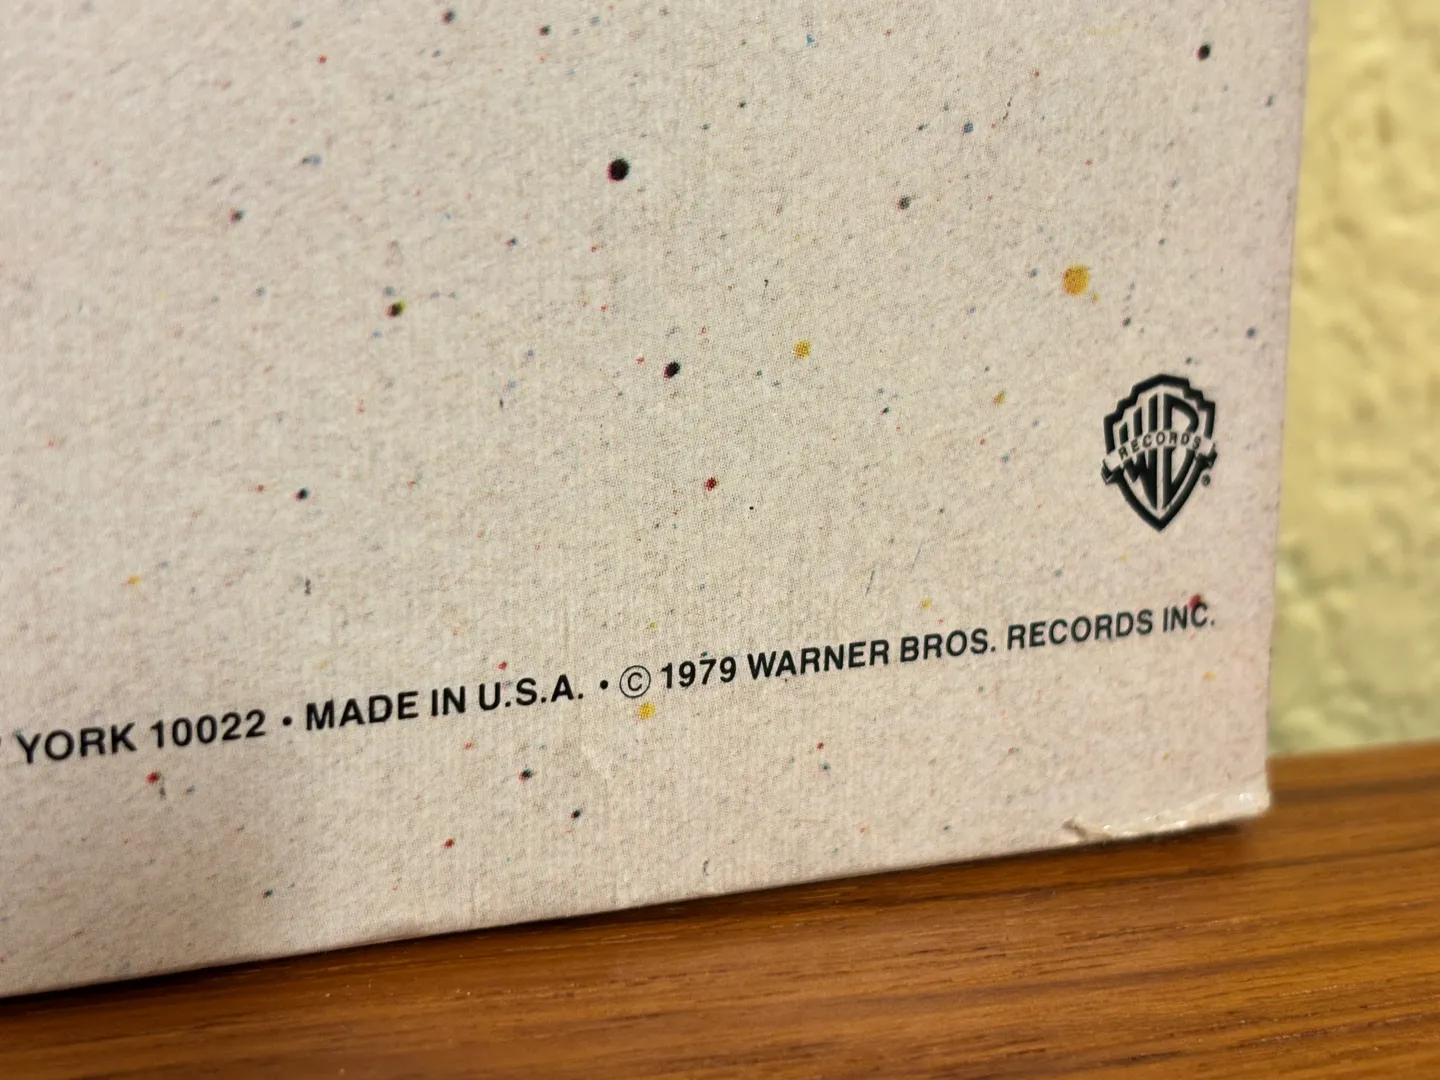 WB
RECORDS
®
YORK 10022 • MADE IN U.S.A. • © 1979 WARNER BROS. RECORDS INC.